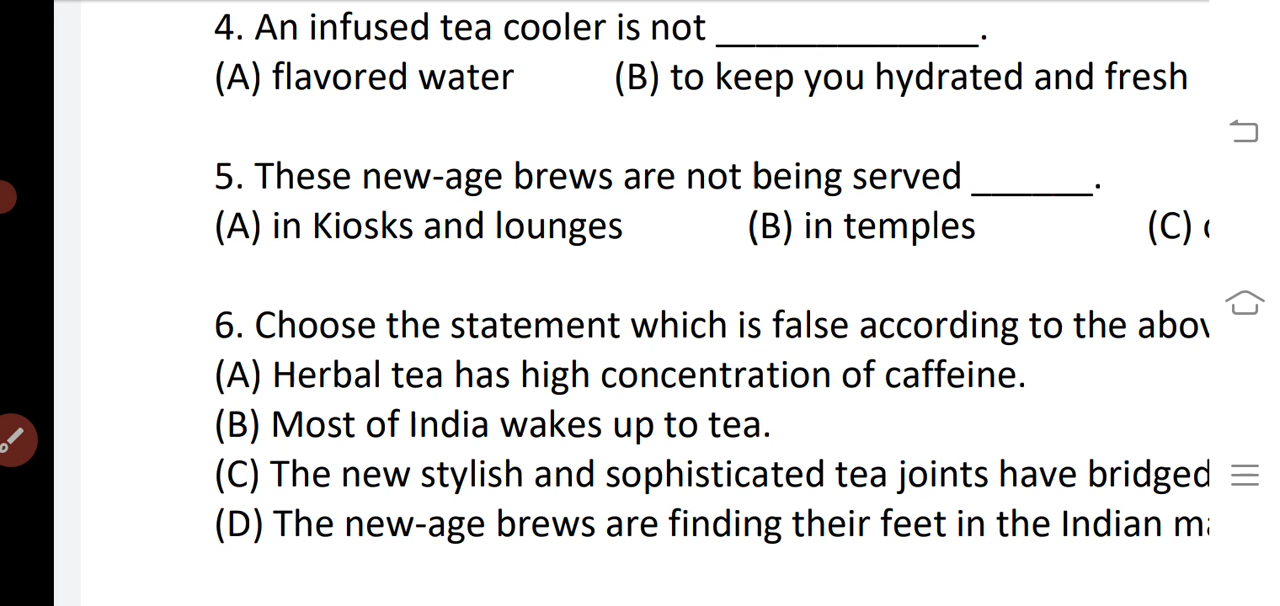 4. An infused tea cooler is not _____________.
(A) flavored water (B) to keep you hydrated and fresh
5. These new-age brews are not being served ______.
(A) in Kiosks and lounges (B) in temples (C)
6. Choose the statement which is false according to the
(A) Herbal tea has high concentration of caffeine.
(B) Most of India wakes up to tea.
(C) The new stylish and sophisticated tea joints have bridged
(D) The new-age brews are finding their feet in the Indian